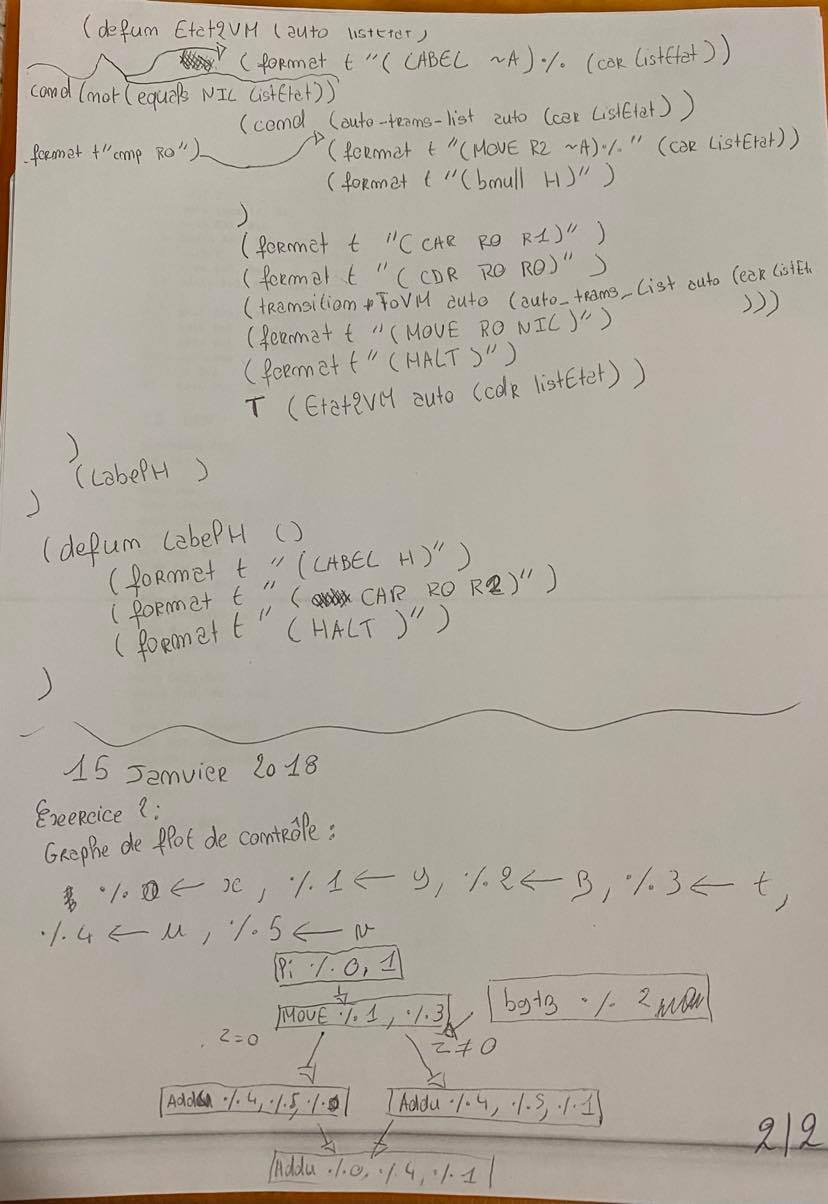 (defun Etat2VM (auto listEtat)
(format t "( LABEL ~A)·/. (car listEtat))
cond (not (equals NIL listEtat))
(cond (auto-trans-list auto (car listEtat))
format t "cmp R0") (format t "(MOVE R2 ~A)·/." (car listEtat))
(format t "(bnull H)" )
)
(format t "( CAR R0 R1)" )
(format t "( CDR R0 R0)" )
(transition ToVM auto (auto_trans_list auto (car listEt
(format t "(MOVE R0 NIL)") )))
(format t "(HALT )")
T (Etat2VM auto (cdr listEtat))
)
(LabelH )
)
(defun LabelH ()
(format t "(LABEL H)")
(format t "( CAR R0 R2)")
(format t "(HALT )")
)
15 Janvier 2018
Exercice 2:
Graphe de flot de contrôle :
·/. 0 ← x, ·/. 1 ← y, ·/. 2 ← z, ·/. 3 ← t,
·/. 4 ← u, ·/. 5 ← v
Pi ·/. 0, 1
MOVE ·/. 1, ·/. 3 ·/. 2
z=0 z≠0
Addu ·/. 4, ·/. 5, ·/. 0 Addu ·/. 4, ·/. 5, ·/. 1
Addu ·/. 0, ·/. 4, ·/. 1
2/2